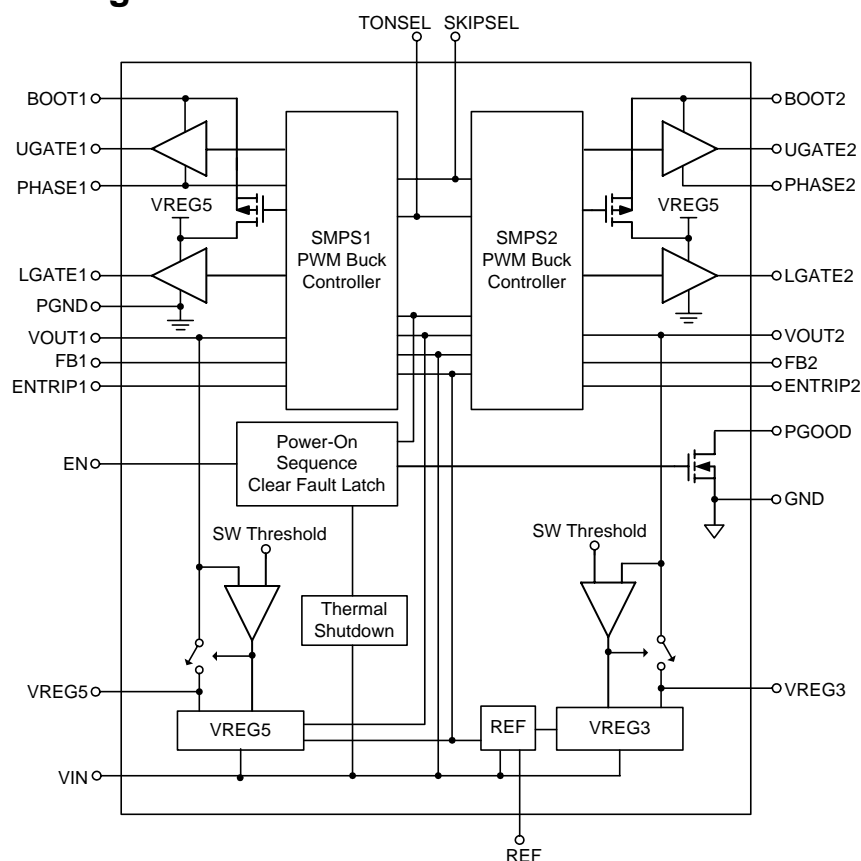 TONSEL SKIPSEL
BOOT1
BOOT2
UGATE1
UGATE2
PHASE1
PHASE2
VREG5
VREG5
SMPS1
PWM Buck
Controller
SMPS2
PWM Buck
Controller
LGATE1
LGATE2
PGND
VOUT1
VOUT2
FB1
FB2
ENTRIP1
ENTRIP2
Power-On
Sequence
Clear Fault Latch
PGOOD
EN
GND
SW Threshold
SW Threshold
Thermal
Shutdown
VREG5
VREG3
VREG5
REF
VREG3
VIN
REF